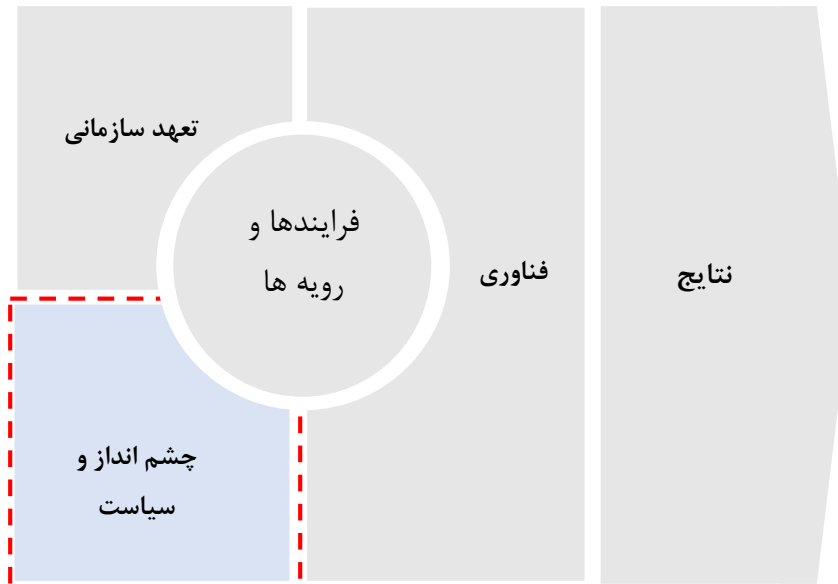 تعهد سازمانی
فرایندها و
رویه ها
فناوری
نتایج
چشم انداز و
سیاست